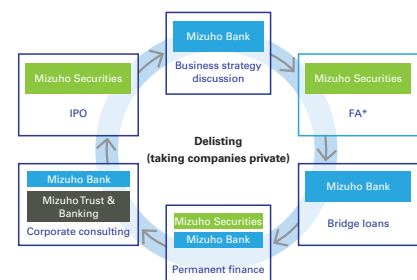 Mizuho Bank
Business strategy
discussion
Mizuho Securities
FA*
Mizuho Bank
Bridge loans
Mizuho Securities
Mizuho Bank
Permanent finance
Mizuho Bank
Mizuho Trust &
Banking
Corporate consulting
Mizuho Securities
IPO
Delisting
(taking companies private)